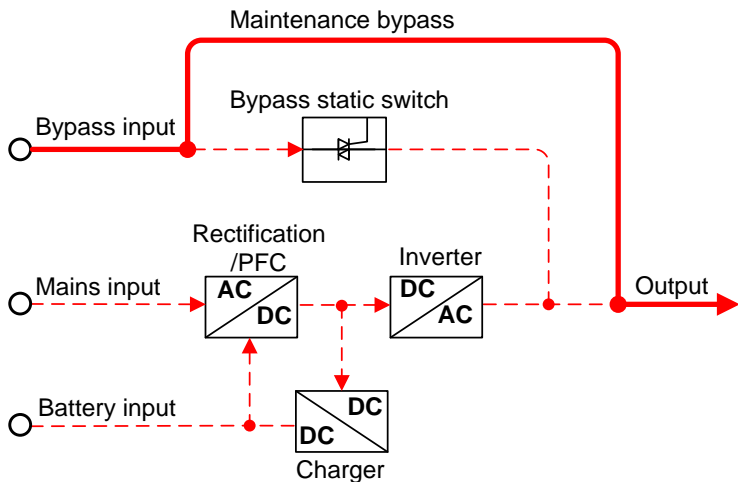 Maintenance bypass
Bypass static switch
Bypass input
Rectification
/PFC
Inverter
Mains input
AC
DC
DC
AC
Output
Battery input
DC
DC
Charger